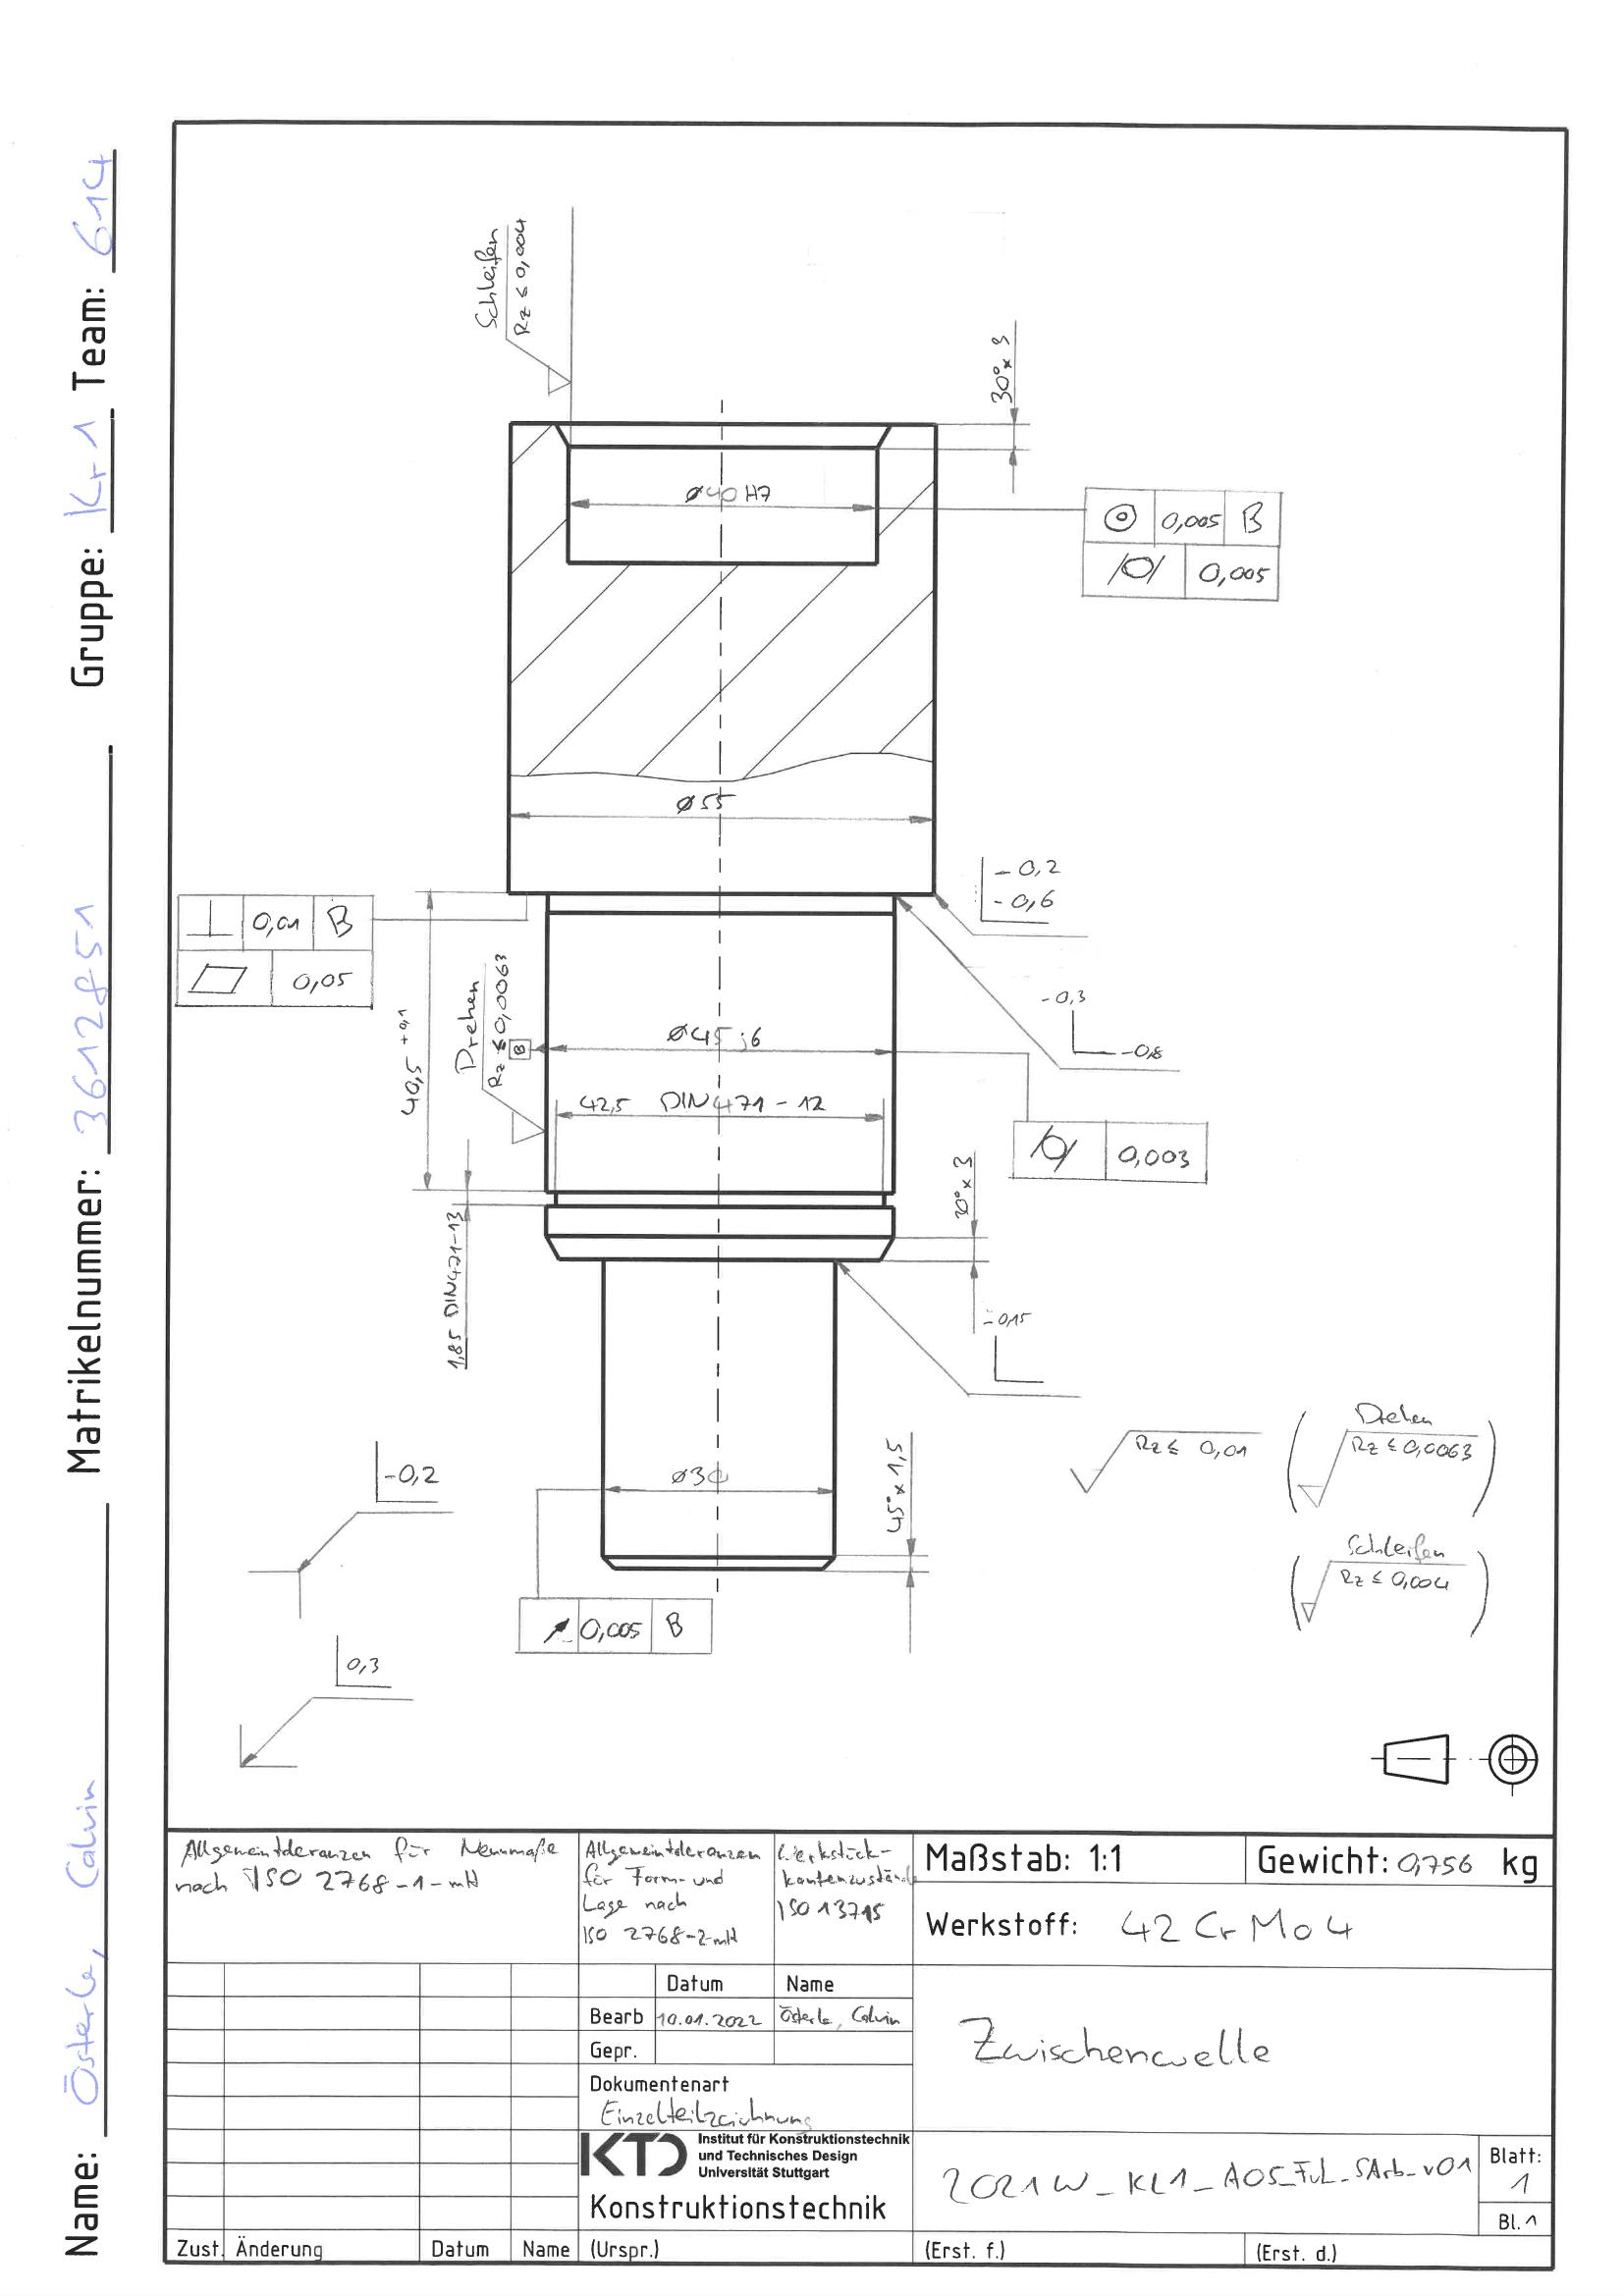 Name: Österle, Calvin Matrikelnummer: 3612851 Gruppe: Kr 1 Team: 614
Schleifen
Rz ≤ 0,004
30° x 3
⌀40 H7
◎ 0,005 B
⌭ 0,005
⌀55
-0,2
-0,6
⟂ 0,01 B
⏥ 0,05
-0,3
-0,8
40,5 +0,1
Drehen
Rz ≤ 0,0063
B
⌀45 j6
42,5 DIN471-12
⌭ 0,003
30° x 3
1,85 DIN471-13
-0,15
-0,2
⌀30
45° x 1,5
Rz ≤ 0,01
Drehen
Rz ≤ 0,0063
Schleifen
Rz ≤ 0,004
↗ 0,005 B
0,3
Allgemeintoleranzen für Nennmaße
nach ISO 2768-1-mH
Allgemeintoleranzen
für Form- und
Lage nach
ISO 2768-2-mH
Werkstück-
kantenzustände
ISO 13715
Maßstab: 1:1
Gewicht: 0,756 kg
Werkstoff: 42 Cr Mo 4
Datum Name
Bearb 10.01.2022 Österle, Calvin
Gepr.
Zwischenwelle
Dokumentenart
Einzelteilzeichnung
KTD
Institut für Konstruktionstechnik
und Technisches Design
Universität Stuttgart
Konstruktionstechnik
2021W_KL1_A05_FvL_SArb_v01
Blatt:
1
Bl. 1
Zust. Änderung Datum Name (Urspr.) (Erst. f.) (Erst. d.)